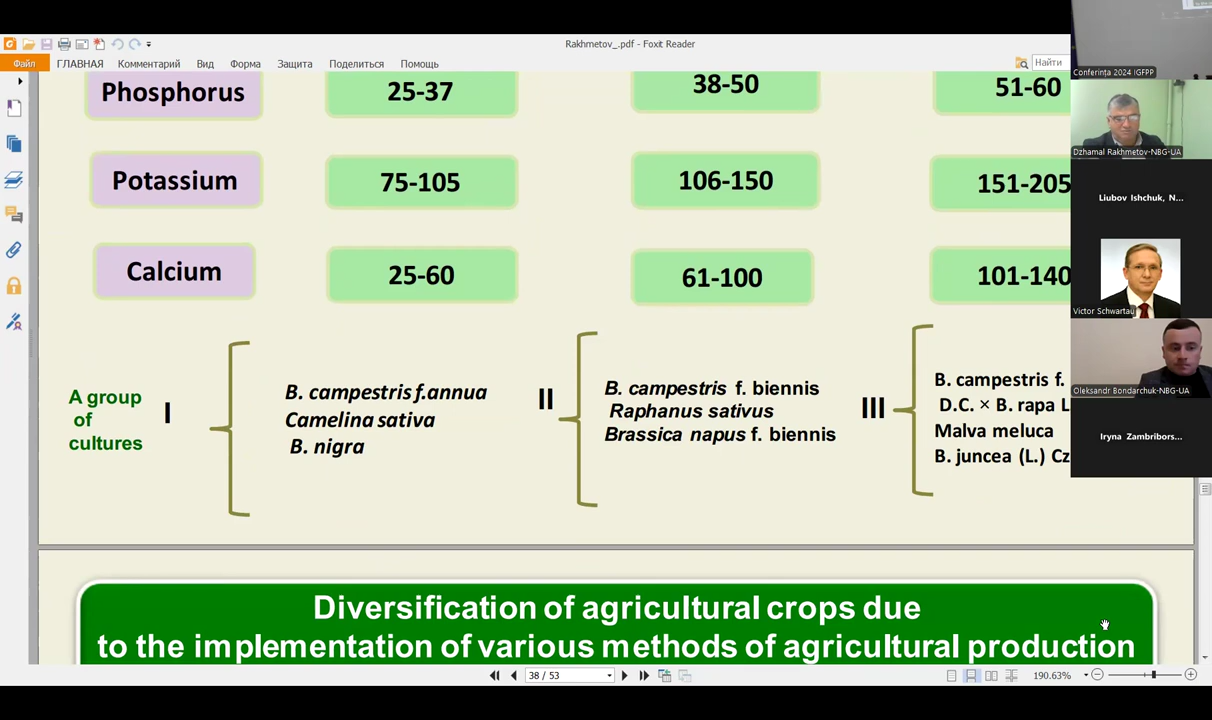 Rakhmetov_.pdf - Foxit Reader
Файл ГЛАВНАЯ Комментарий Вид Форма Защита Поделиться Помощь Найти
Phosphorus 25-37 38-50 51-60
Potassium 75-105 106-150 151-205
Calcium 25-60 61-100 101-140
A group
of
cultures
I
B. campestris f.annua
Camelina sativa
B. nigra
II
B. campestris f. biennis
Raphanus sativus
Brassica napus f. biennis
III
B. campestris f.
D.C. × B. rapa L
Malva meluca
B. juncea (L.) Cz
Diversification of agricultural crops due
to the implementation of various methods of agricultural production
38 / 53
190.63%
Conferința 2024 IGFPP
Dzhamal Rakhmetov-NBG-UA
Liubov Ishchuk, N...
Victor Schwartau
Oleksandr Bondarchuk-NBG-UA
Iryna Zambribors...